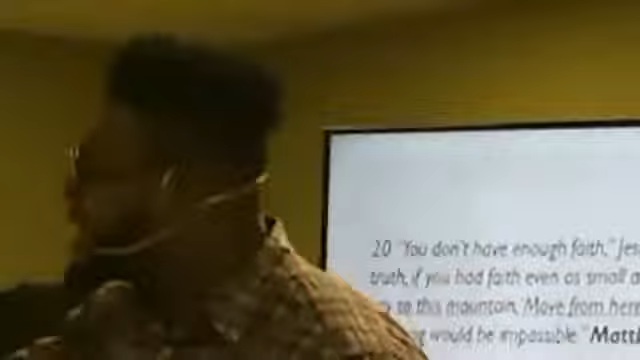 20 "You don't have enough faith," Jes
truth, if you had faith even as small a
to this mountain, 'Move from here
would be impossible." Matth